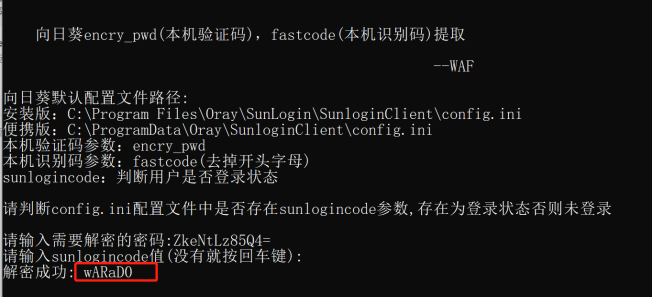 向日葵encry_pwd(本机验证码), fastcode(本机识别码)提取
--WAF
向日葵默认配置文件路径:
安装版: C:\Program Files\Oray\SunLogin\SunloginClient\config.ini
便携版: C:\ProgramData\Oray\SunloginClient\config.ini
本机验证码参数: encry_pwd
本机识别码参数: fastcode(去掉开头字母)
sunlogincode: 判断用户是否登录状态
请判断config.ini配置文件中是否存在sunlogincode参数,存在为登录状态否则未登录
请输入需要解密的密码:ZkeNtLz85Q4=
请输入sunlogincode值(没有就按回车键):
解密成功: wARaD0